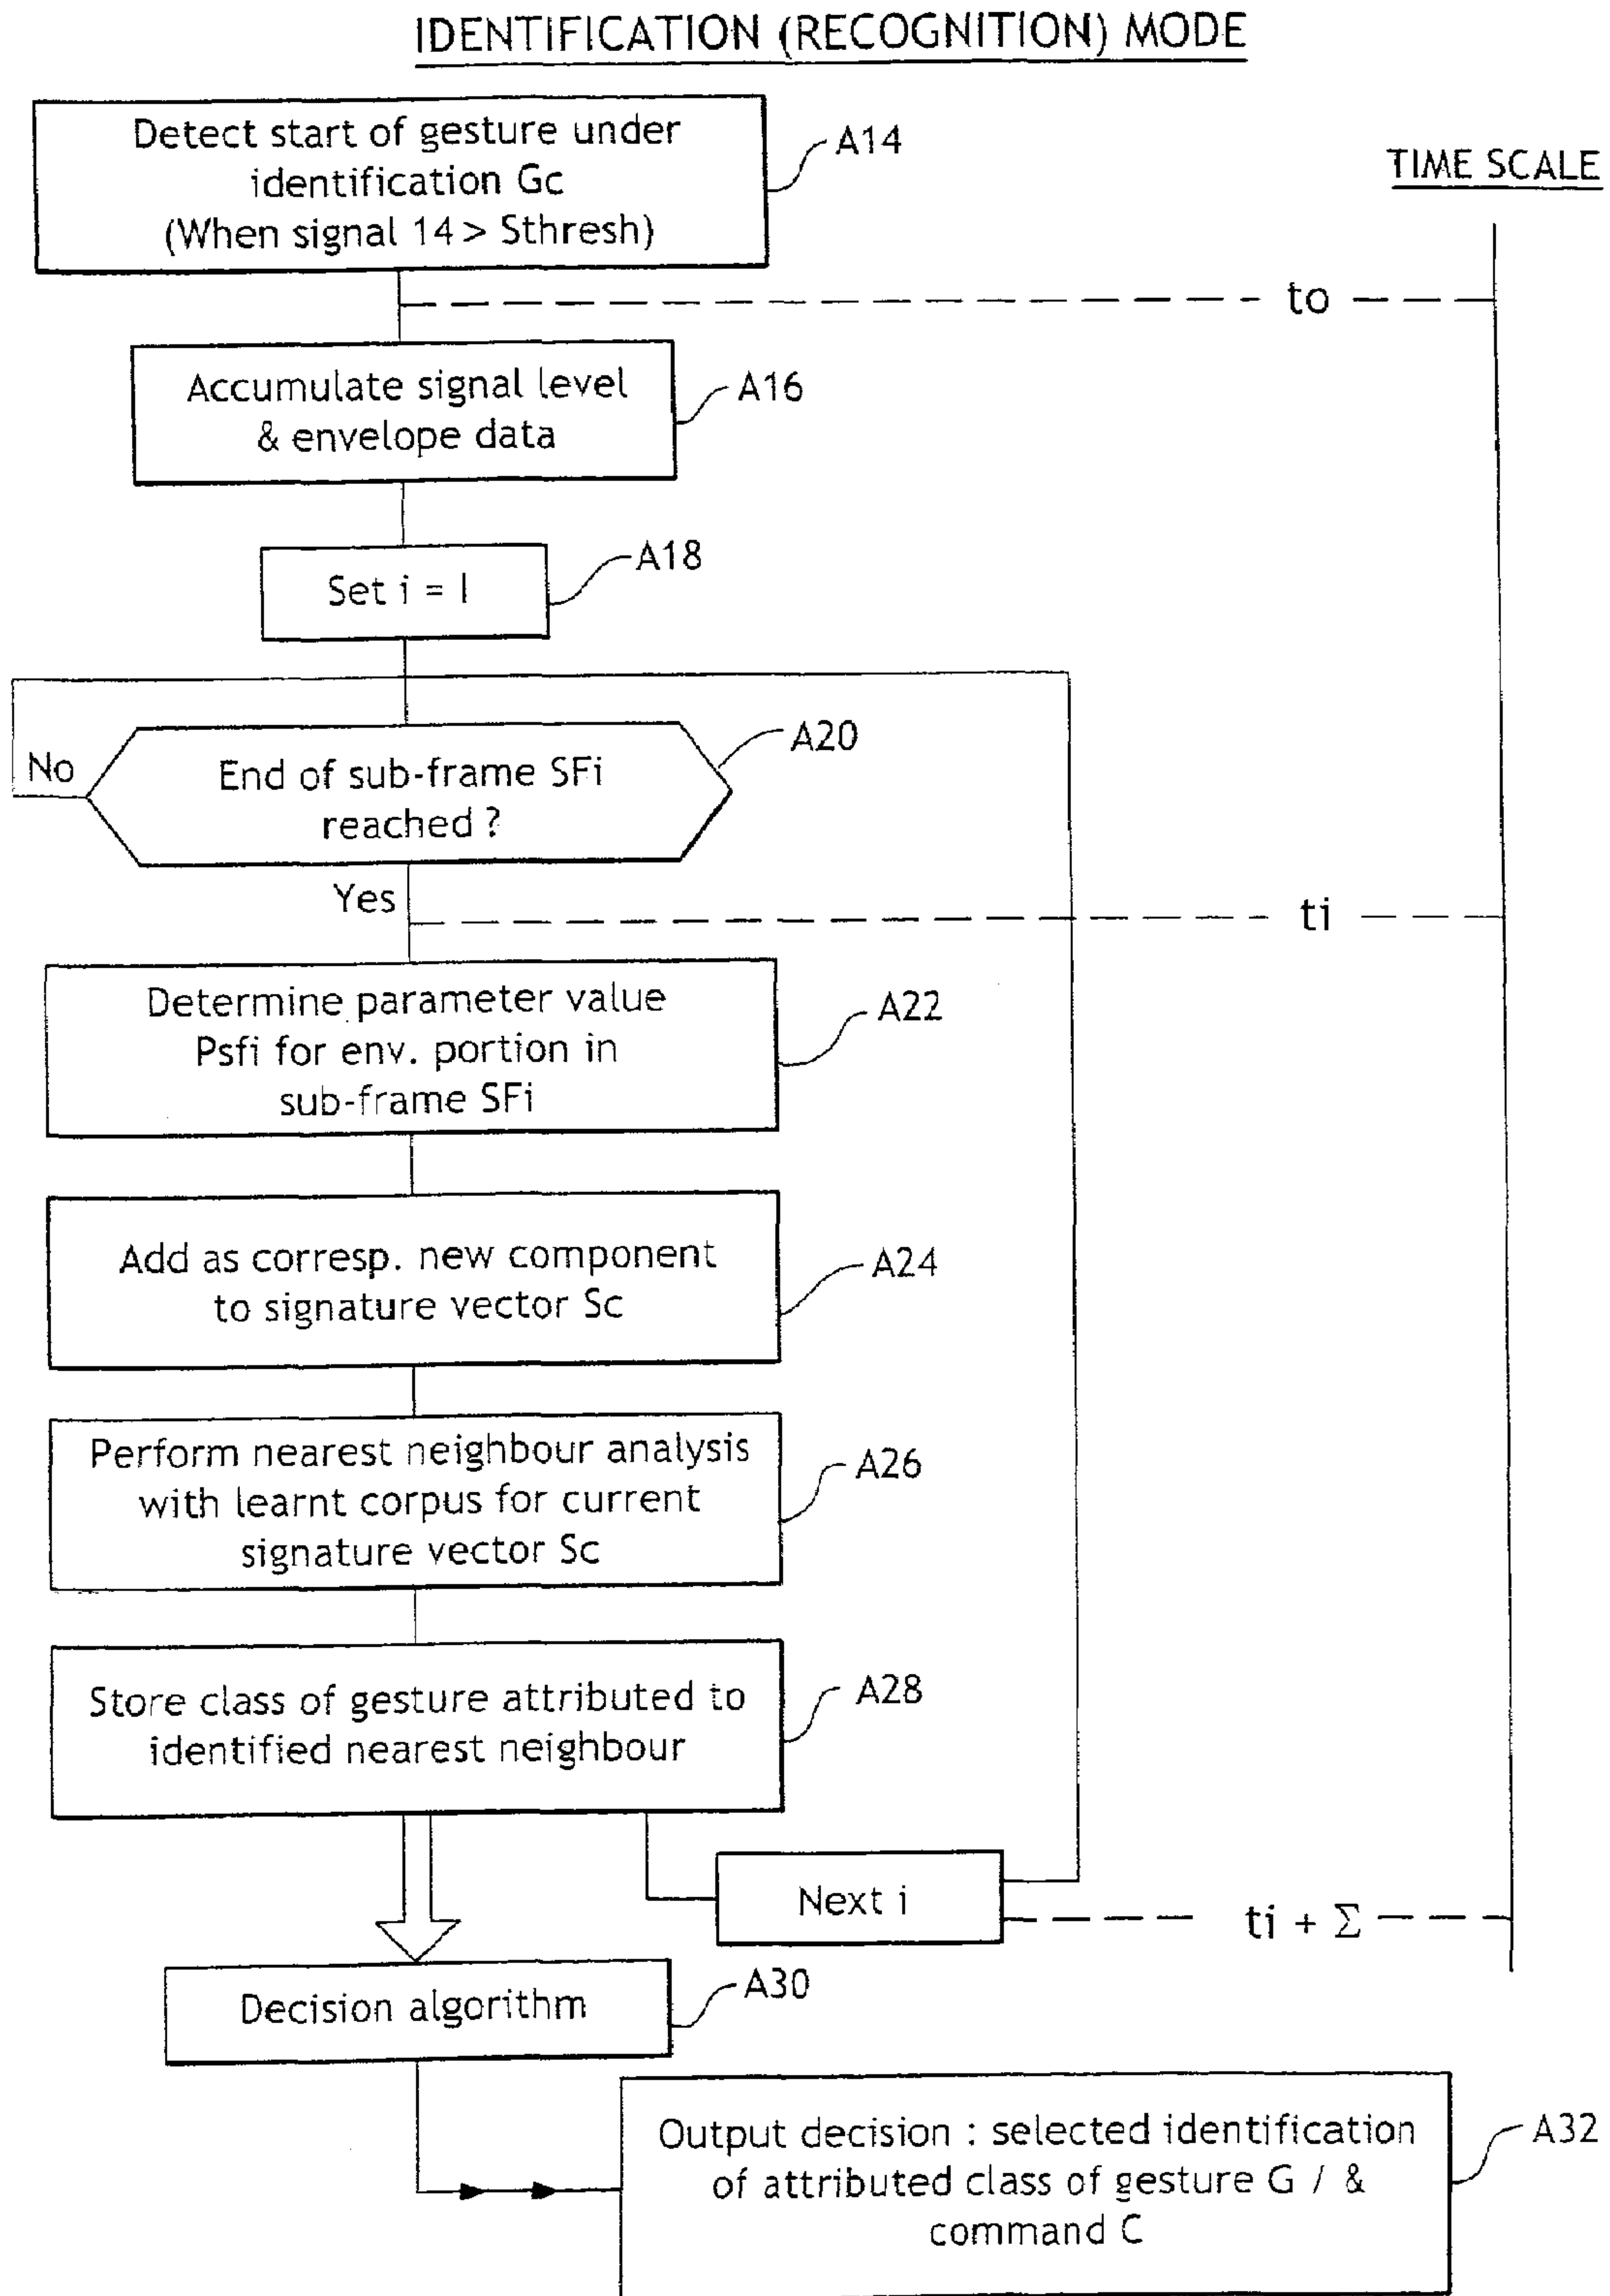 IDENTIFICATION (RECOGNITION) MODE
Detect start of gesture under
identification Gc
(When signal 14 > Sthresh)
A14
TIME SCALE
to
Accumulate signal level
& envelope data
A16
Set i = I
A18
No
End of sub-frame SFi
reached ?
A20
Yes
ti
Determine parameter value
Psfi for env. portion in
sub-frame SFi
A22
Add as corresp. new component
to signature vector Sc
A24
Perform nearest neighbour analysis
with learnt corpus for current
signature vector Sc
A26
Store class of gesture attributed to
identified nearest neighbour
A28
Next i
ti + Σ
Decision algorithm
A30
Output decision : selected identification
of attributed class of gesture G / &
command C
A32